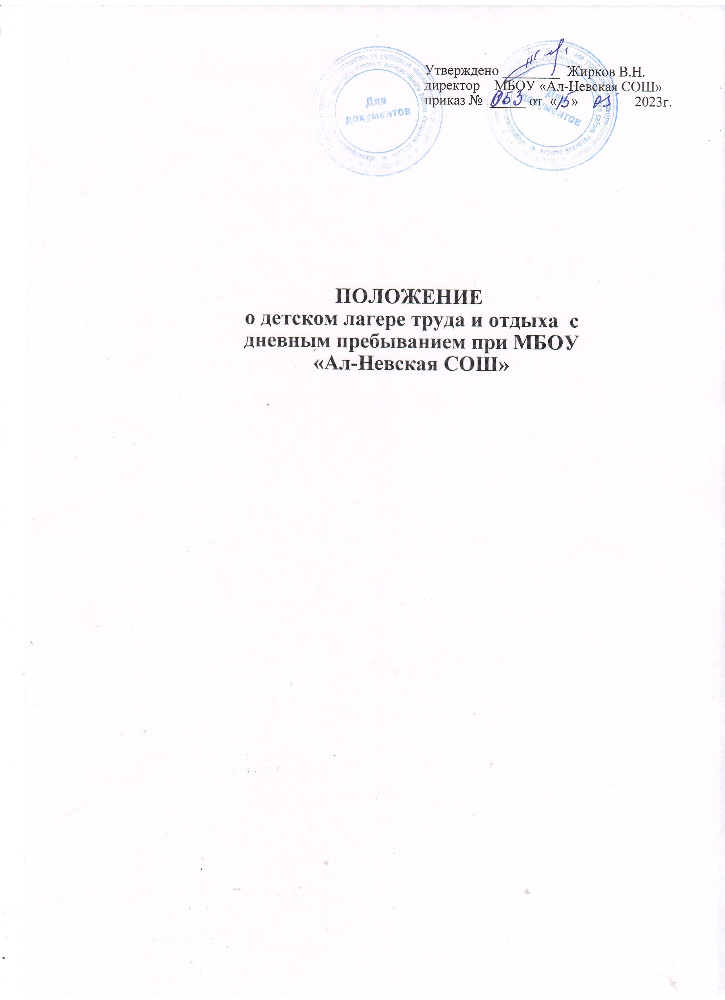 Утверждено ________ Жирков В.Н.
директор МБОУ «Ал-Невская СОШ»
приказ № 053 от «15» 03 2023г.
Для
документов
Для
документов
ПОЛОЖЕНИЕ
о детском лагере труда и отдыха с
дневным пребыванием при МБОУ
«Ал-Невская СОШ»